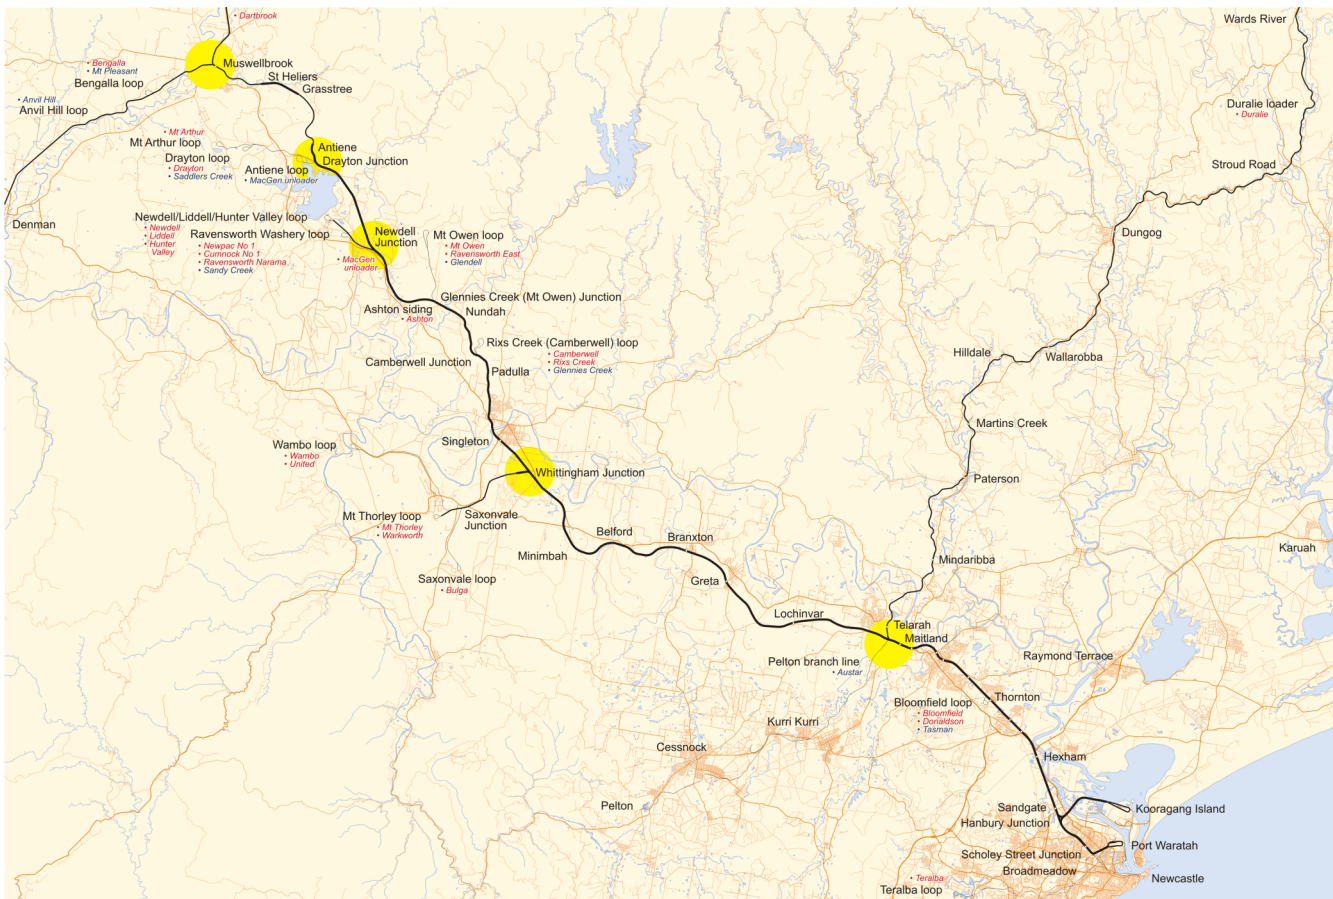 • Dartbrook
Wards River
Muswellbrook
• Bengalla
• Mt Pleasant
Bengalla loop
St Heliers
Grasstree
• Anvil Hill
Anvil Hill loop
Duralie loader
• Duralie
• Mt Arthur
Mt Arthur loop
Antiene
Drayton Junction
Drayton loop
• Drayton
• Saddlers Creek
Antiene loop
• MacGen unloader
Stroud Road
Denman
Newdell/Liddell/Hunter Valley loop
• Newdell
• Liddell
• Hunter
Valley
Ravensworth Washery loop
• Newpac No 1
• Cumnock No 1
• Ravensworth Narama
• Sandy Creek
Newdell
Junction
• MacGen
unloader
Mt Owen loop
• Mt Owen
• Ravensworth East
• Glendell
Dungog
Glennies Creek (Mt Owen) Junction
Ashton siding
• Ashton
Nundah
Rixs Creek (Camberwell) loop
• Camberwell
• Rixs Creek
• Glennies Creek
Camberwell Junction
Padulla
Hilldale
Wallarobba
Martins Creek
Singleton
Wambo loop
• Wambo
• United
Whittingham Junction
Paterson
Mt Thorley loop
• Mt Thorley
• Warkworth
Saxonvale
Junction
Belford
Branxton
Minimbah
Karuah
Mindaribba
Saxonvale loop
• Bulga
Greta
Lochinvar
Telarah
Maitland
Pelton branch line
• Austar
Raymond Terrace
Bloomfield loop
• Bloomfield
• Donaldson
• Tasman
Thornton
Kurri Kurri
Cessnock
Hexham
Pelton
Sandgate
Kooragang Island
Hanbury Junction
Port Waratah
Scholey Street Junction
Broadmeadow
Newcastle
• Teralba
Teralba loop